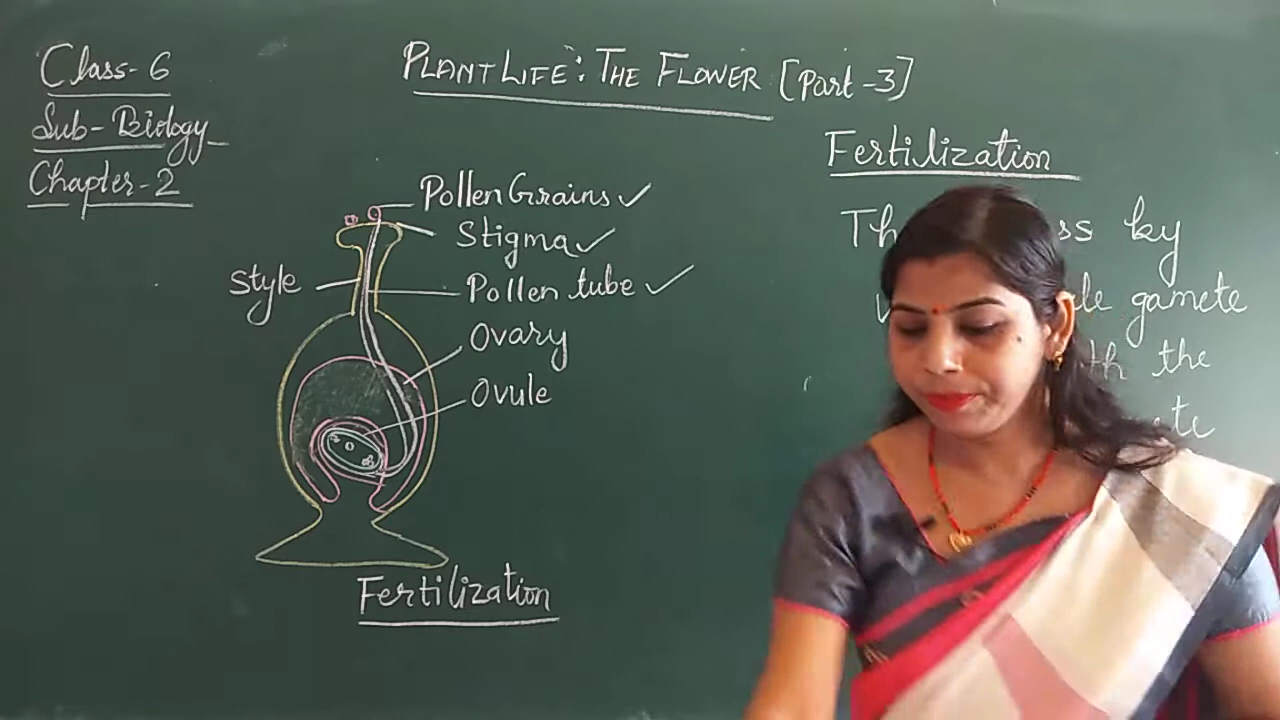 Class-6
Sub-Biology
Chapter-2
PLANT LIFE: THE FLOWER [Part-3]
Pollen Grains ✓
Stigma ✓
Style
Pollen tube ✓
Ovary
Ovule
Fertilization
Fertilization
by
gamete
the